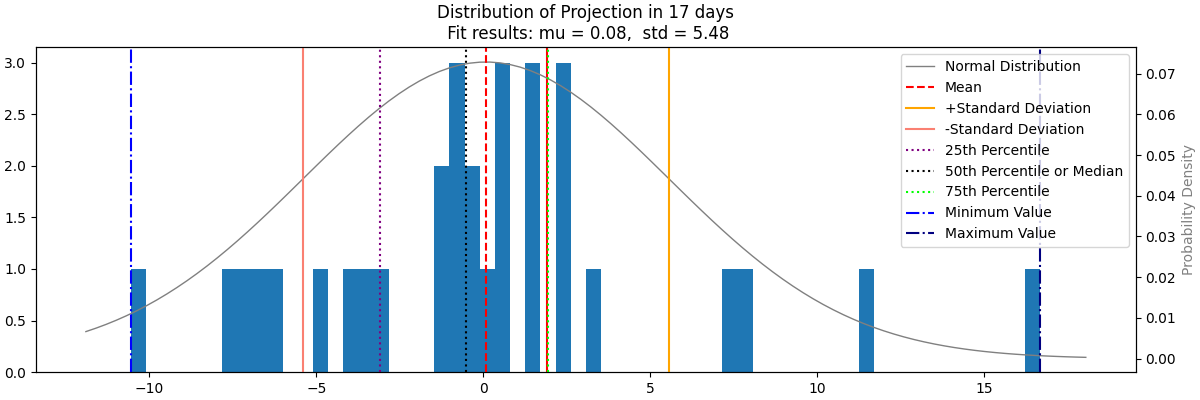 Distribution of Projection in 17 days
Fit results: mu = 0.08,  std = 5.48
3.0
2.5
2.0
1.5
1.0
0.5
0.0
−10
−5
0
5
10
15
0.07
0.06
0.05
0.04
0.03
0.02
0.01
0.00
Probability Density
Normal Distribution
Mean
+Standard Deviation
-Standard Deviation
25th Percentile
50th Percentile or Median
75th Percentile
Minimum Value
Maximum Value